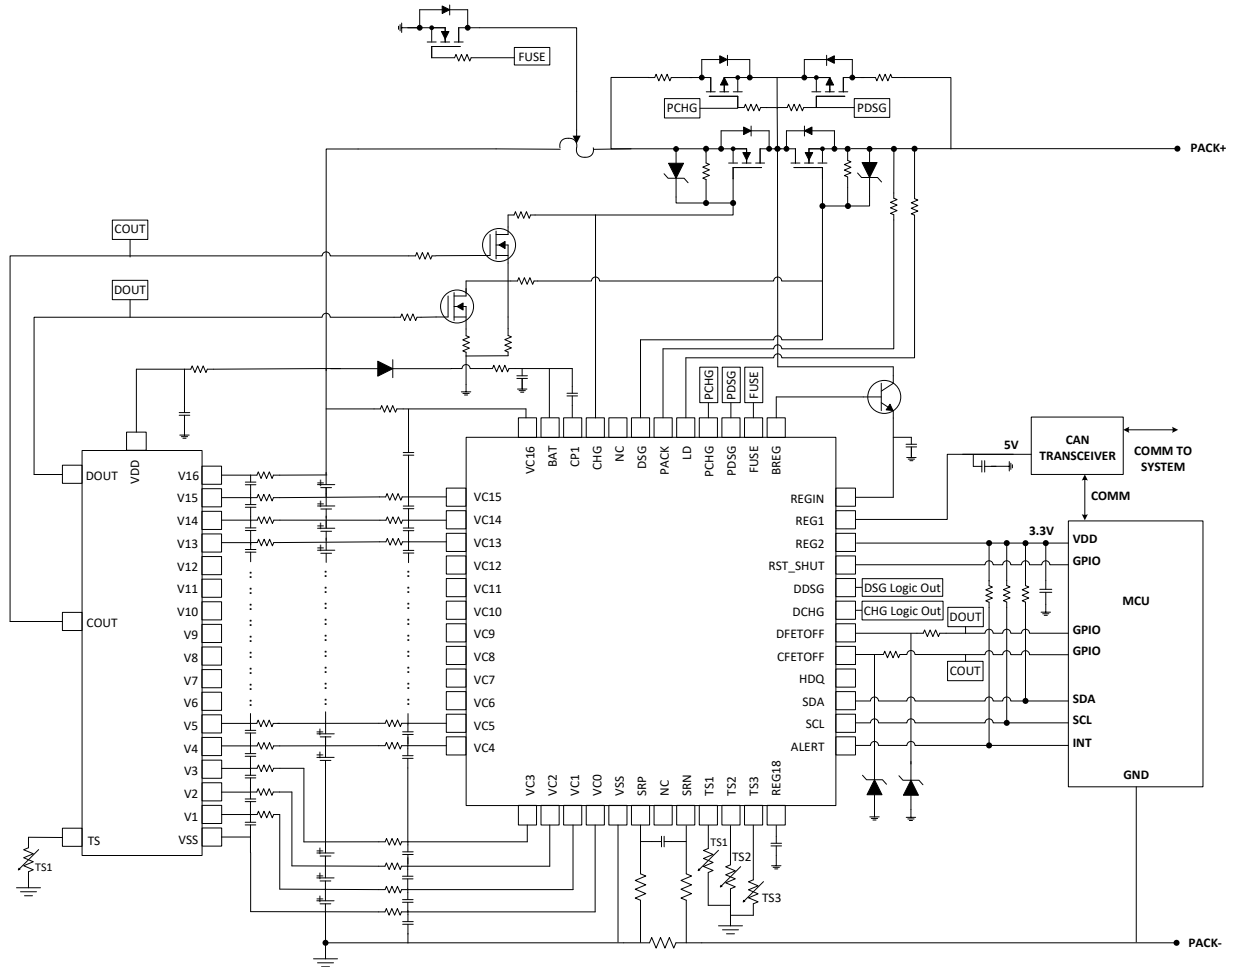 FUSE
PCHG
PDSG
PACK+
COUT
DOUT
PCHG
PDSG
FUSE
VC16
BAT
CP1
CHG
NC
DSG
PACK
LD
PCHG
PDSG
FUSE
BREG
5V
CAN
TRANSCEIVER
COMM TO
SYSTEM
COMM
VDD
DOUT
V16
V15
V14
V13
V12
V11
V10
COUT
V9
V8
V7
V6
V5
V4
V3
V2
V1
TS
VSS
TS1
VC15
VC14
VC13
VC12
VC11
VC10
VC9
VC8
VC7
VC6
VC5
VC4
REGIN
REG1
REG2
RST_SHUT
DDSG
DSG Logic Out
DCHG
CHG Logic Out
DFETOFF
DOUT
CFETOFF
COUT
HDQ
SDA
SCL
ALERT
3.3V
VDD
GPIO
MCU
GPIO
GPIO
SDA
SCL
INT
GND
VC3
VC2
VC1
VC0
VSS
SRP
NC
SRN
TS1
TS2
TS3
REG18
TS1
TS2
TS3
PACK-